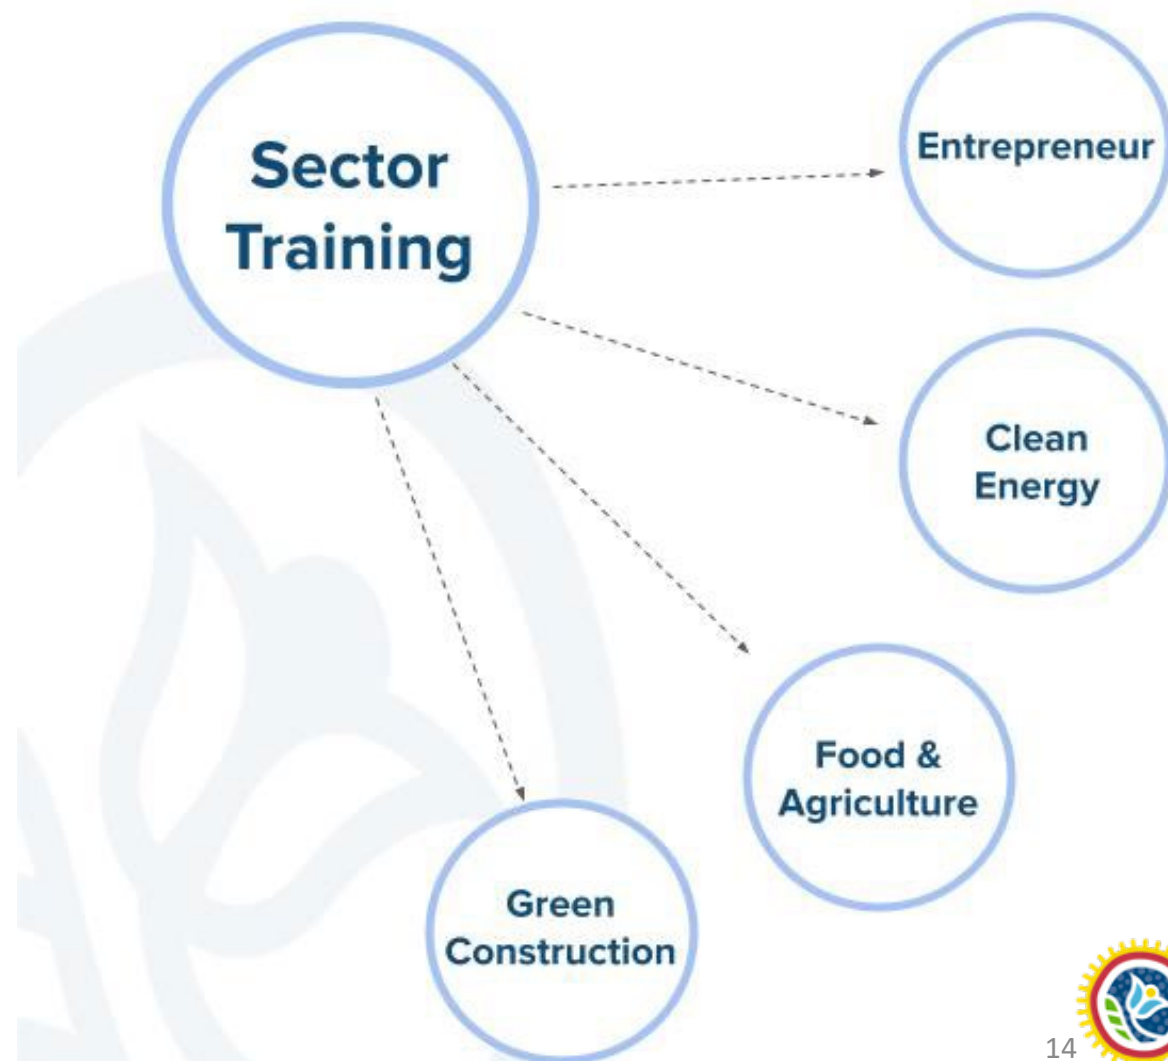 Sector
Training
Entrepreneur
Clean
Energy
Food &
Agriculture
Green
Construction
14